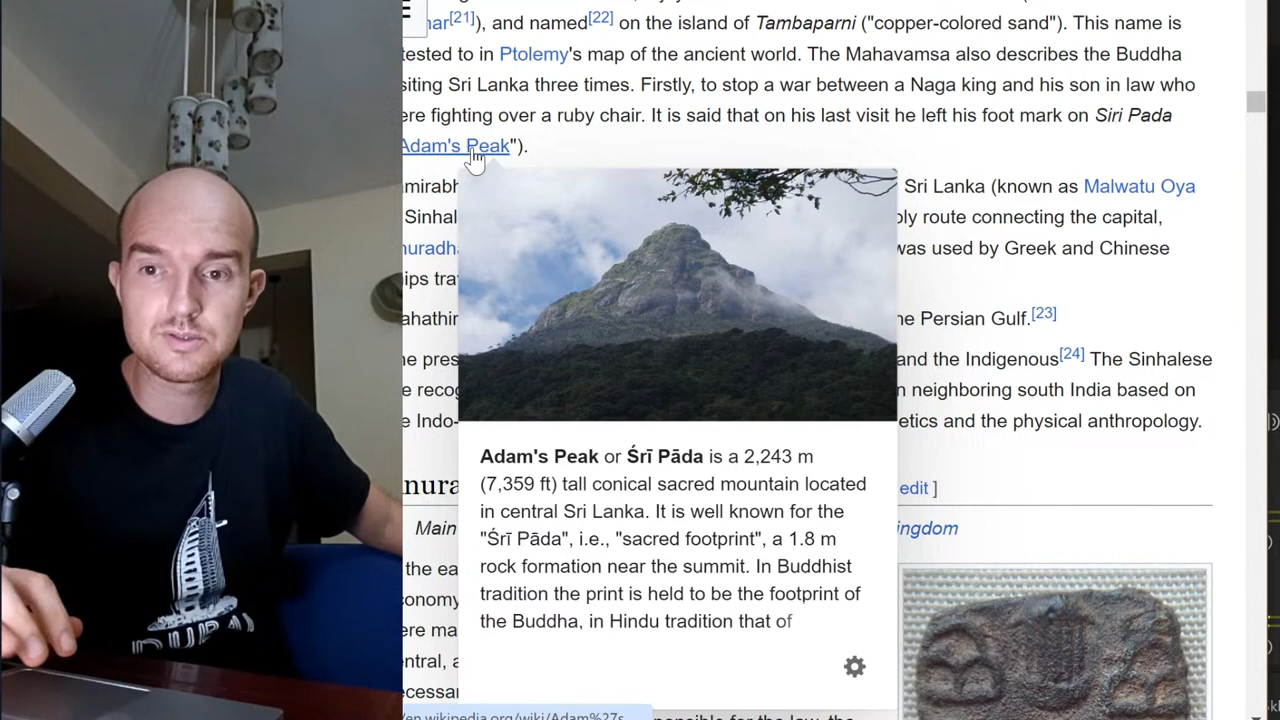 nar[21]), and named[22] on the island of Tambaparni ("copper-colored sand"). This name is
tested to in Ptolemy's map of the ancient world. The Mahavamsa also describes the Buddha
siting Sri Lanka three times. Firstly, to stop a war between a Naga king and his son in law who
ere fighting over a ruby chair. It is said that on his last visit he left his foot mark on Siri Pada
Adam's Peak").
amirabh Sri Lanka (known as Malwatu Oya
Sinhal ly route connecting the capital,
nuradha was used by Greek and Chinese
ips trav
ahathin he Persian Gulf.[23]
e pres and the Indigenous[24] The Sinhalese
e recog n neighboring south India based on
e Indo- etics and the physical anthropology.
Adam's Peak or Śrī Pāda is a 2,243 m
(7,359 ft) tall conical sacred mountain located
in central Sri Lanka. It is well known for the
"Śrī Pāda", i.e., "sacred footprint", a 1.8 m
rock formation near the summit. In Buddhist
tradition the print is held to be the footprint of
the Buddha, in Hindu tradition that of
nura edit ]
Main ngdom
the ea
conomy
ere ma
entral, a
ecessar
/en.wikipedia.org/wiki/Adam%27s
DUBAI